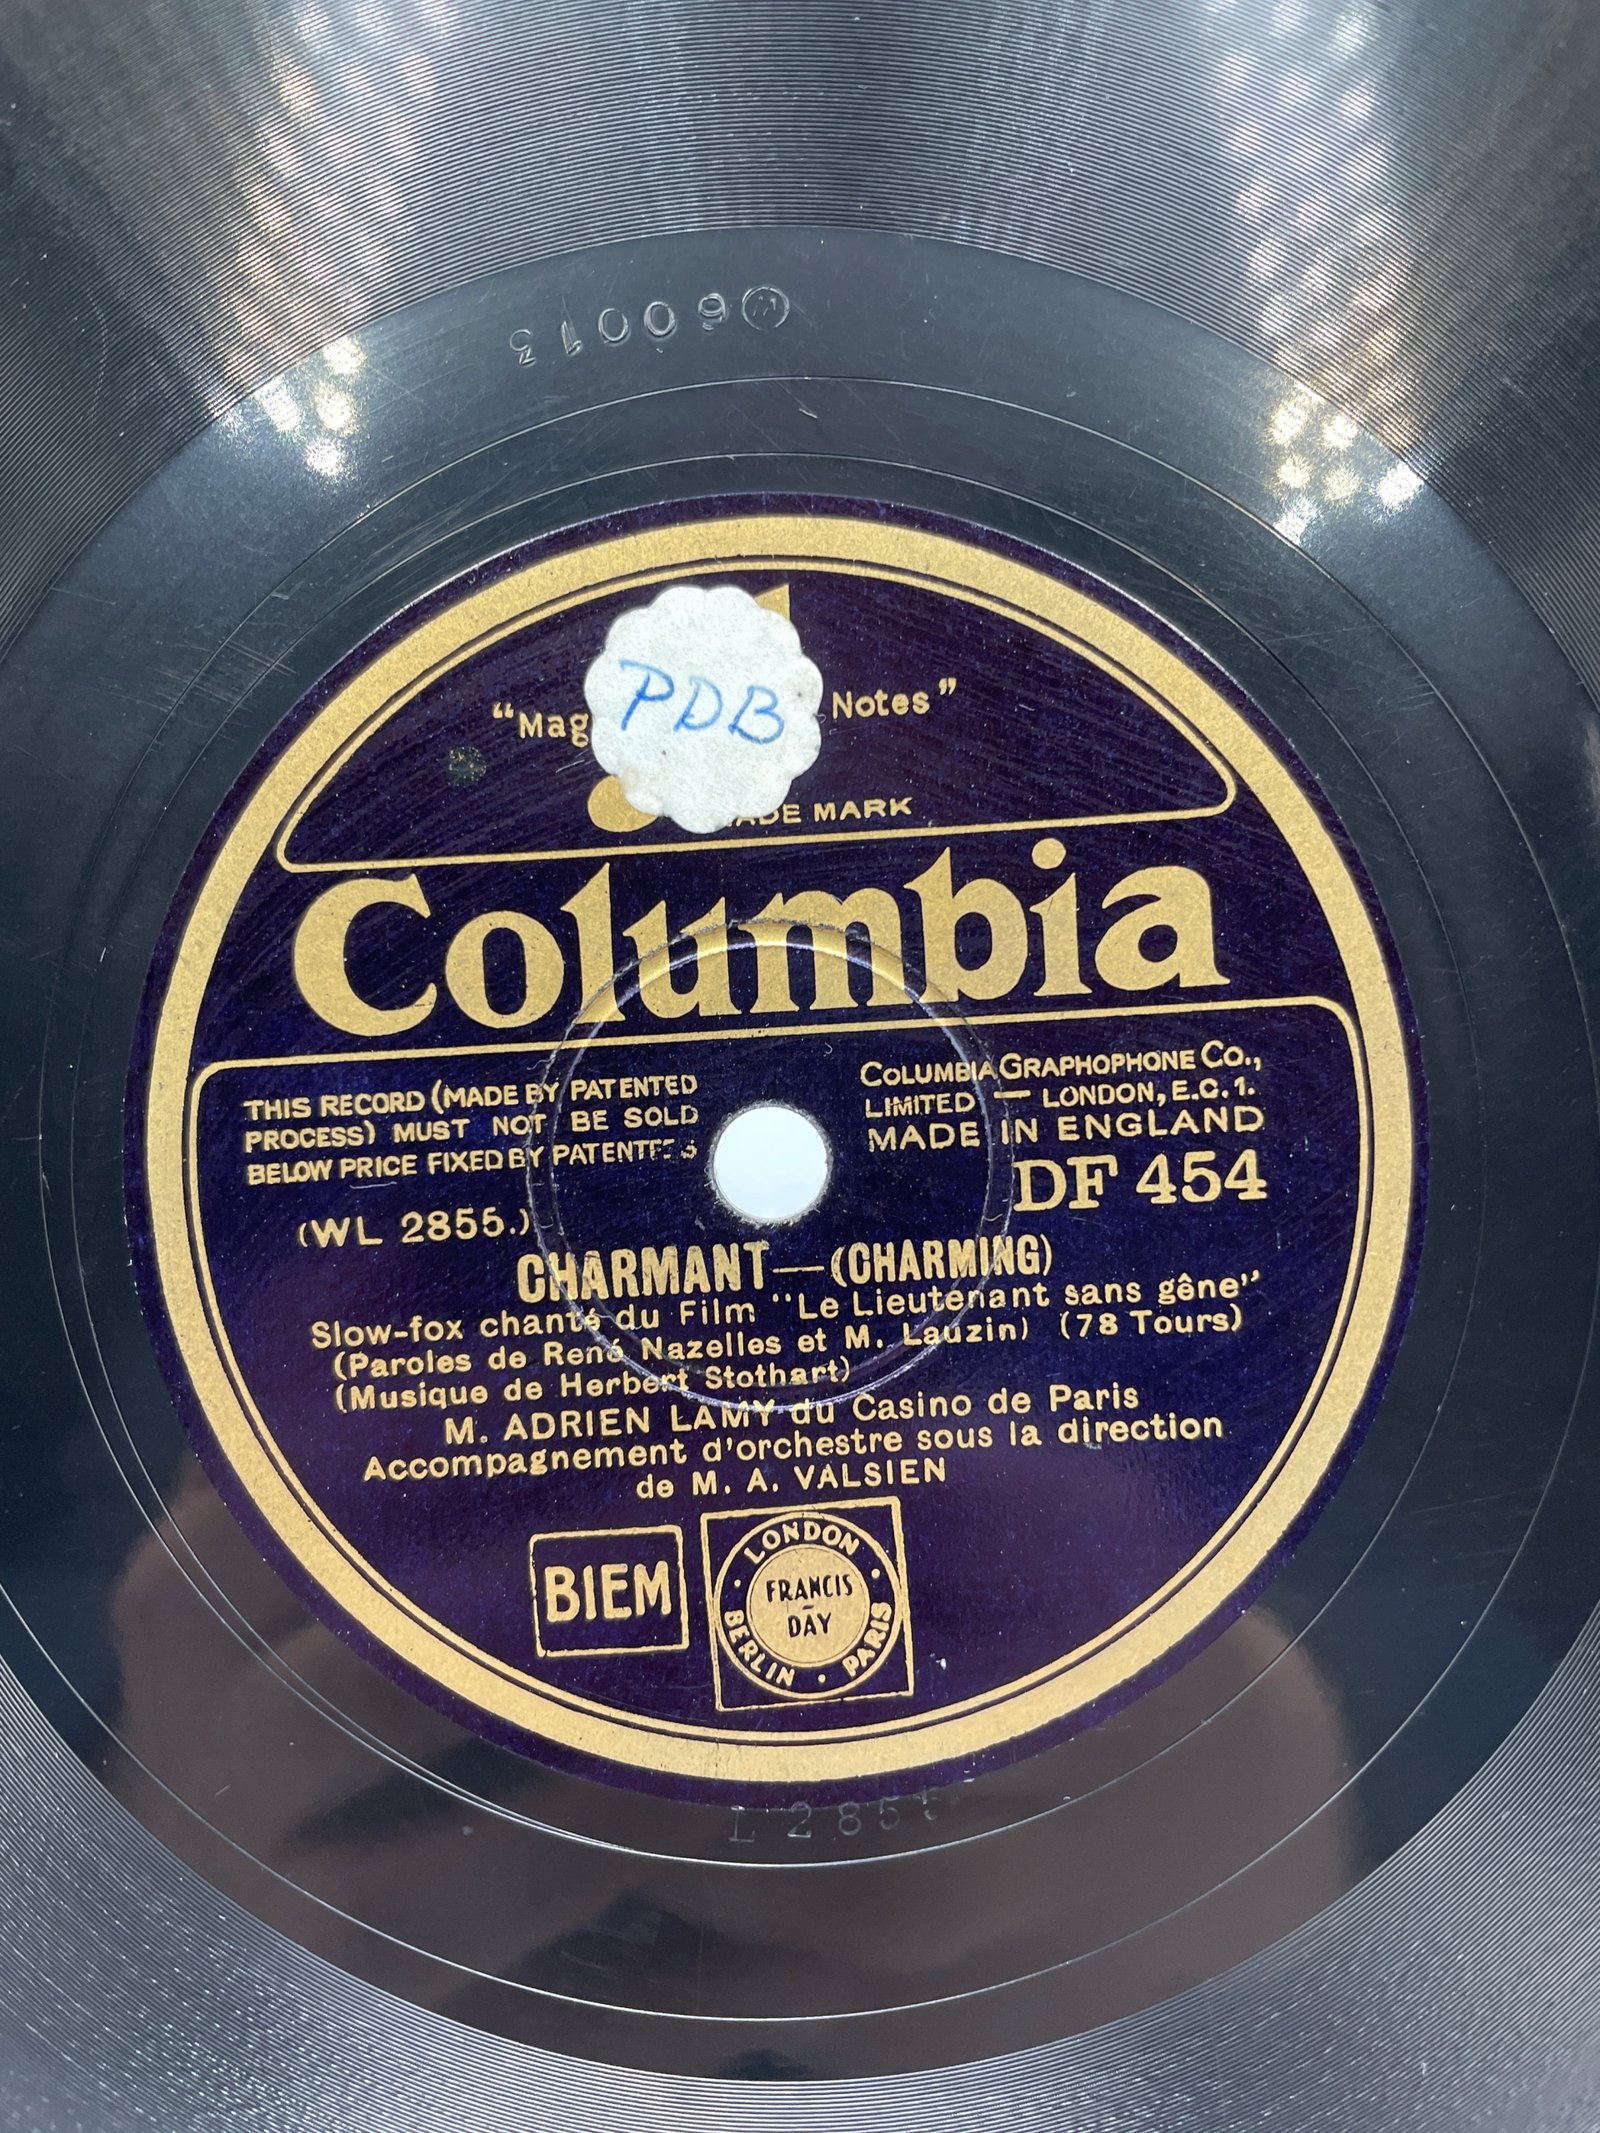 W 60013
PDB
"Mag Notes"
MARK
Columbia
THIS RECORD (MADE BY PATENTED
PROCESS) MUST NOT BE SOLD
BELOW PRICE FIXED BY PATENTEES
COLUMBIA GRAPHOPHONE CO.,
LIMITED — LONDON, E.C.1.
MADE IN ENGLAND
DF 454
(WL 2855.)
CHARMANT—(CHARMING)
Slow-fox chanté du Film "Le Lieutenant sans gêne"
(Paroles de René Nazelles et M. Lauzin) (78 Tours)
(Musique de Herbert Stothart)
M. ADRIEN LAMY du Casino de Paris
Accompagnement d'orchestre sous la direction
de M. A. VALSIEN
BIEM
LONDON
FRANCIS-
DAY
BERLIN · PARIS
L 2855